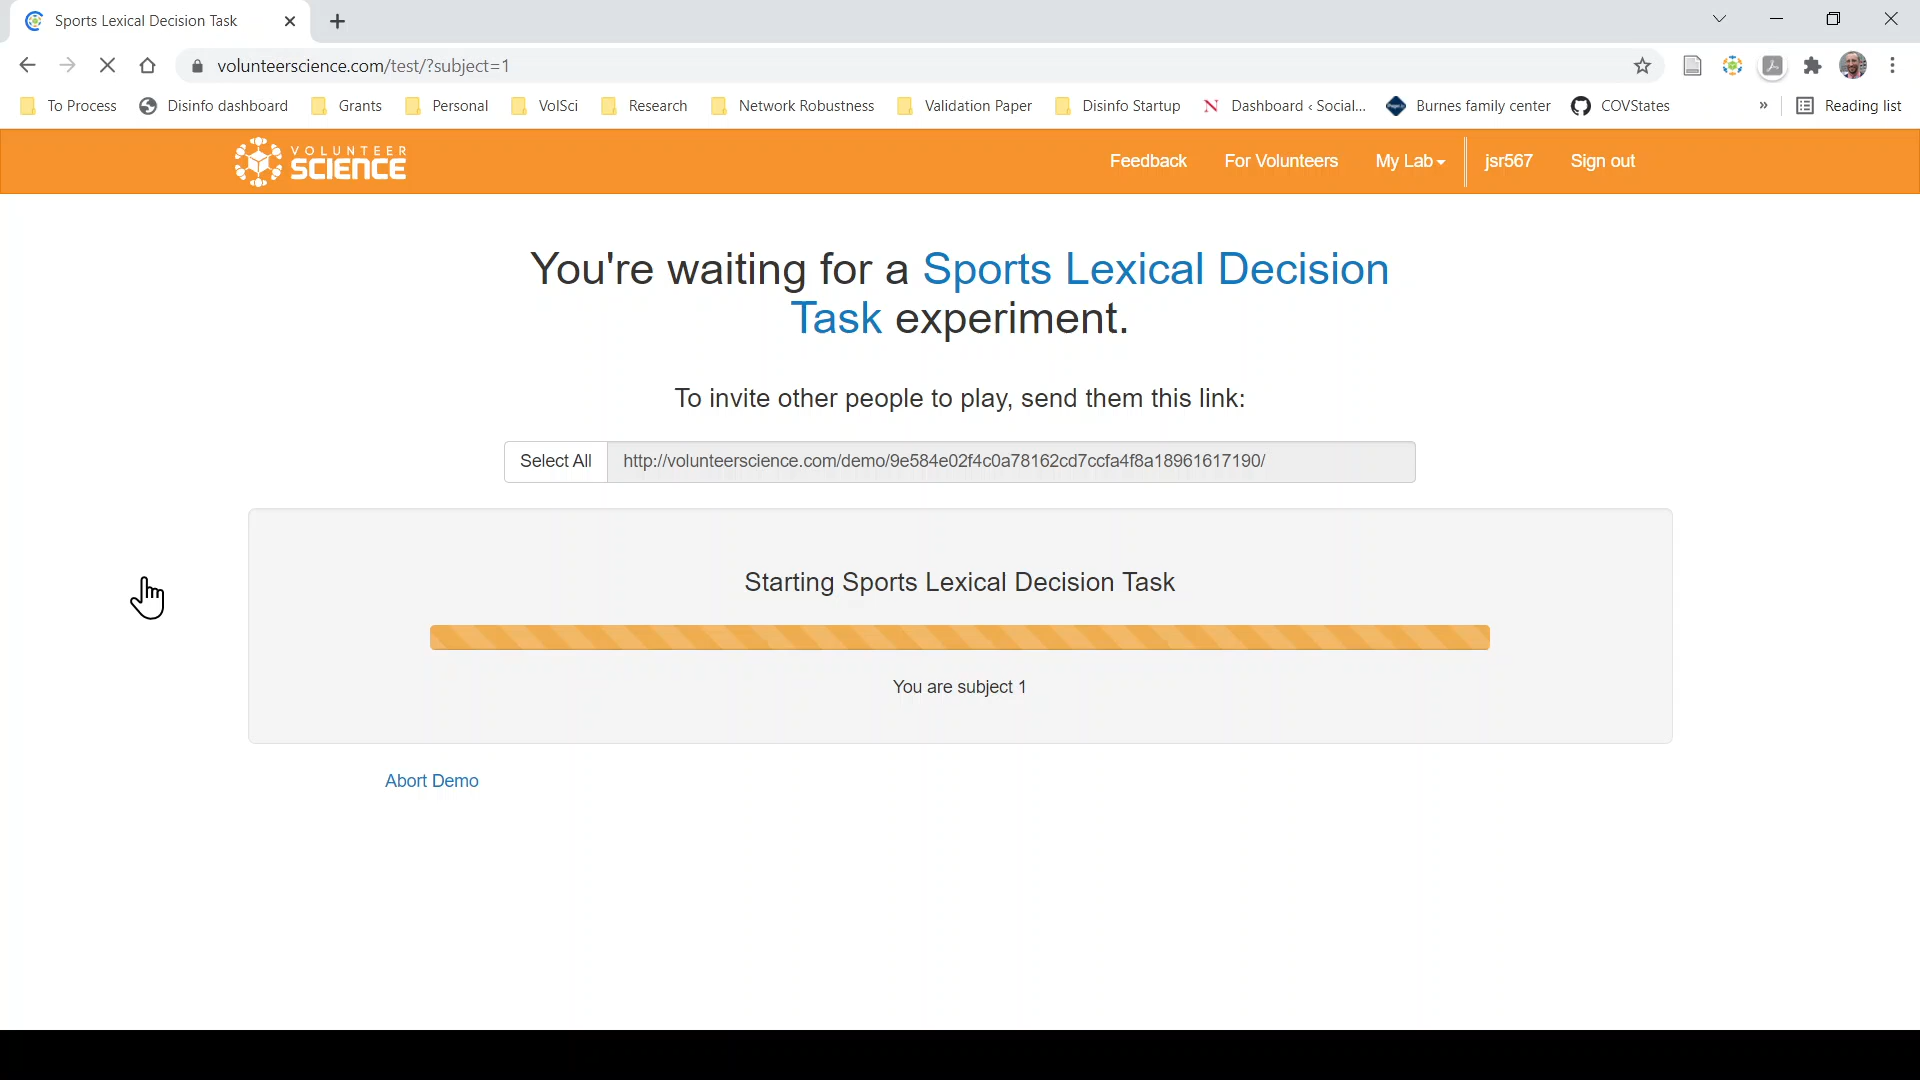 Sports Lexical Decision Task
volunteerscience.com/test/?subject=1
To Process Disinfo dashboard Grants Personal VolSci Research Network Robustness Validation Paper Disinfo Startup Dashboard ‹ Social... Burnes family center COVStates » Reading list
VOLUNTEER
SCIENCE
Feedback For Volunteers My Lab jsr567 Sign out
You're waiting for a Sports Lexical Decision
Task experiment.
To invite other people to play, send them this link:
Select All http://volunteerscience.com/demo/9e584e02f4c0a78162cd7ccfa4f8a18961617190/
Starting Sports Lexical Decision Task
You are subject 1
Abort Demo